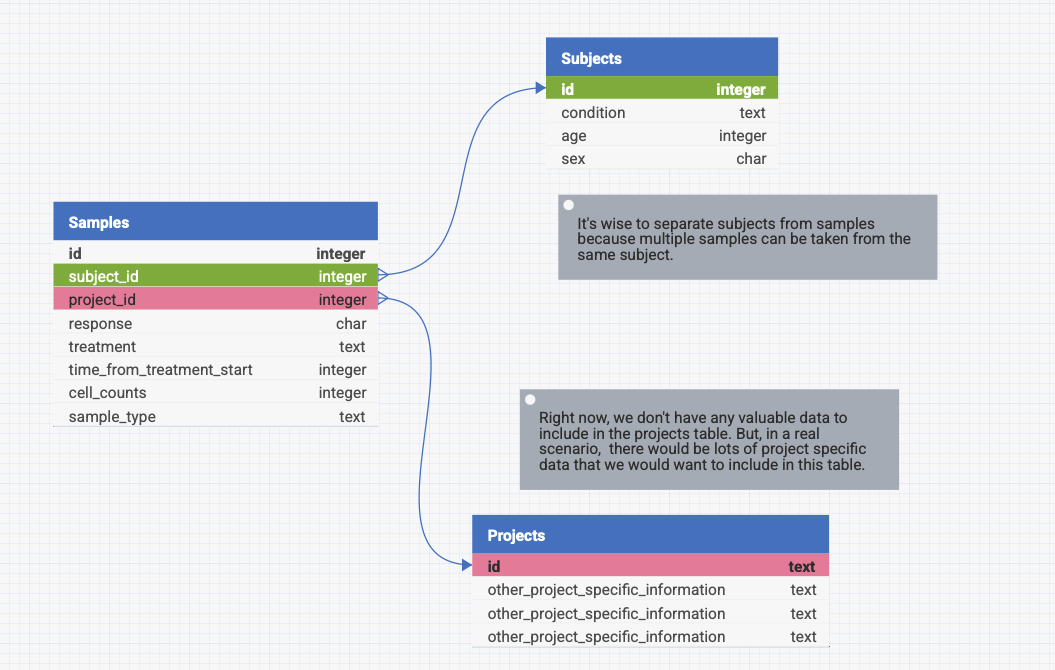 Subjects
id integer
condition text
age integer
sex char
It's wise to separate subjects from samples
because multiple samples can be taken from the
same subject.
Samples
id integer
subject_id integer
project_id integer
response char
treatment text
time_from_treatment_start integer
cell_counts integer
sample_type text
Right now, we don't have any valuable data to
include in the projects table. But, in a real
scenario, there would be lots of project specific
data that we would want to include in this table.
Projects
id text
other_project_specific_information text
other_project_specific_information text
other_project_specific_information text